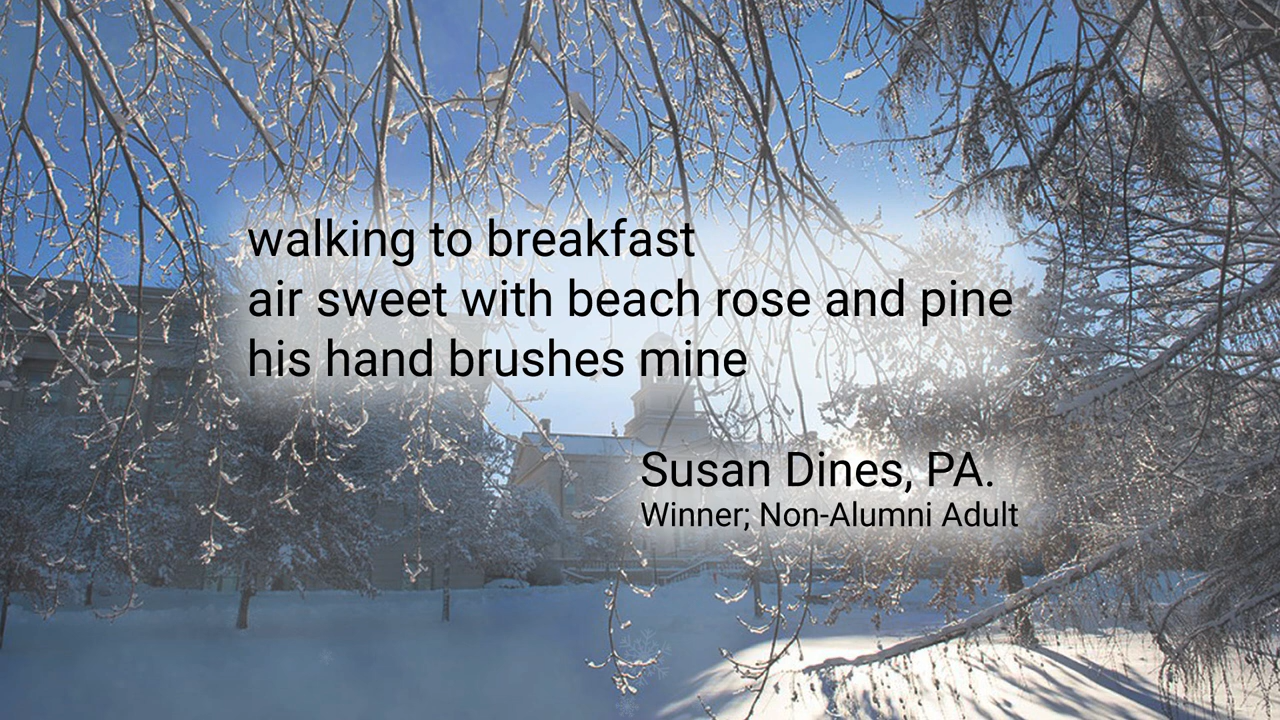 walking to breakfast
air sweet with beach rose and pine
his hand brushes mine
Susan Dines, PA.
Winner; Non-Alumni Adult